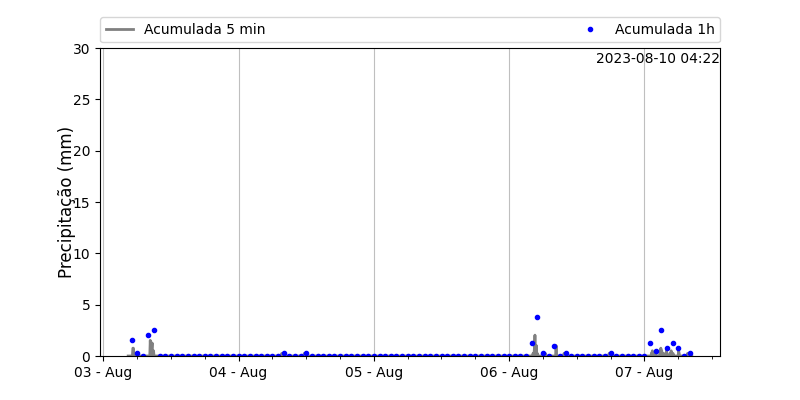 Acumulada 5 min
Acumulada 1h
2023-08-10 04:22
Precipitação (mm)
30
25
20
15
10
5
0
03 - Aug
04 - Aug
05 - Aug
06 - Aug
07 - Aug